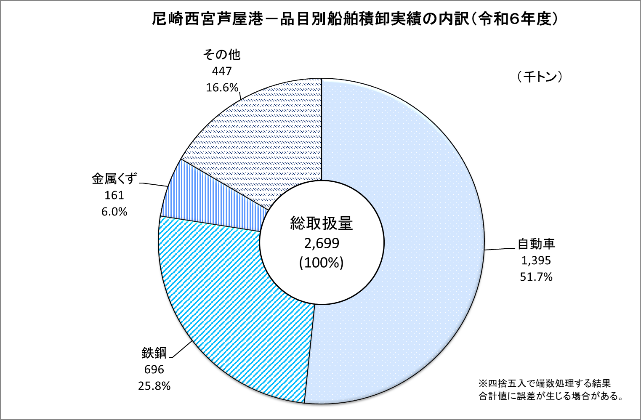 尼崎西宮芦屋港－品目別船舶積卸実績の内訳（令和６年度）
（千トン）
その他
447
16.6%
金属くず
161
6.0%
総取扱量
2,699
(100%)
自動車
1,395
51.7%
鉄鋼
696
25.8%
※四捨五入で端数処理する結果
合計値に誤差が生じる場合がある。